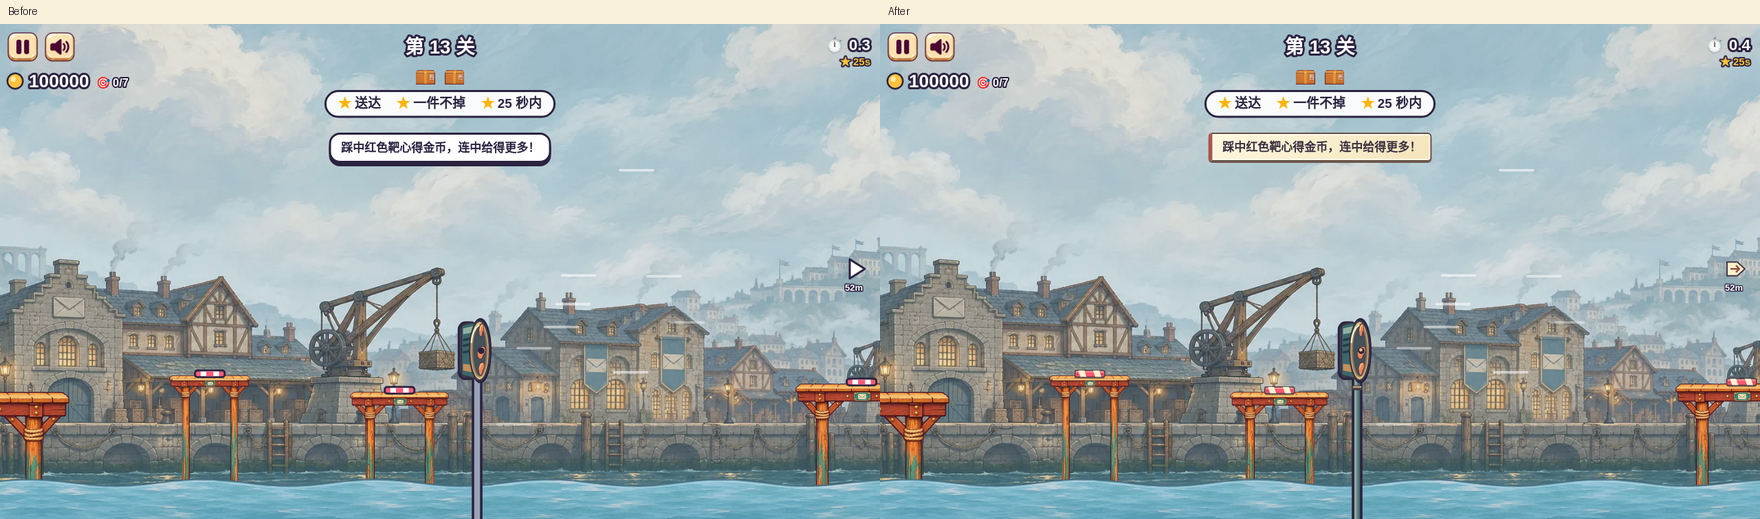 Before
第 13 关
0.3
★25s
100000
0/7
★送达 ★一件不掉 ★25 秒内
踩中红色靶心得金币，连中给得更多！
52m
After
第 13 关
0.4
★25s
100000
0/7
★送达 ★一件不掉 ★25 秒内
踩中红色靶心得金币，连中给得更多！
52m